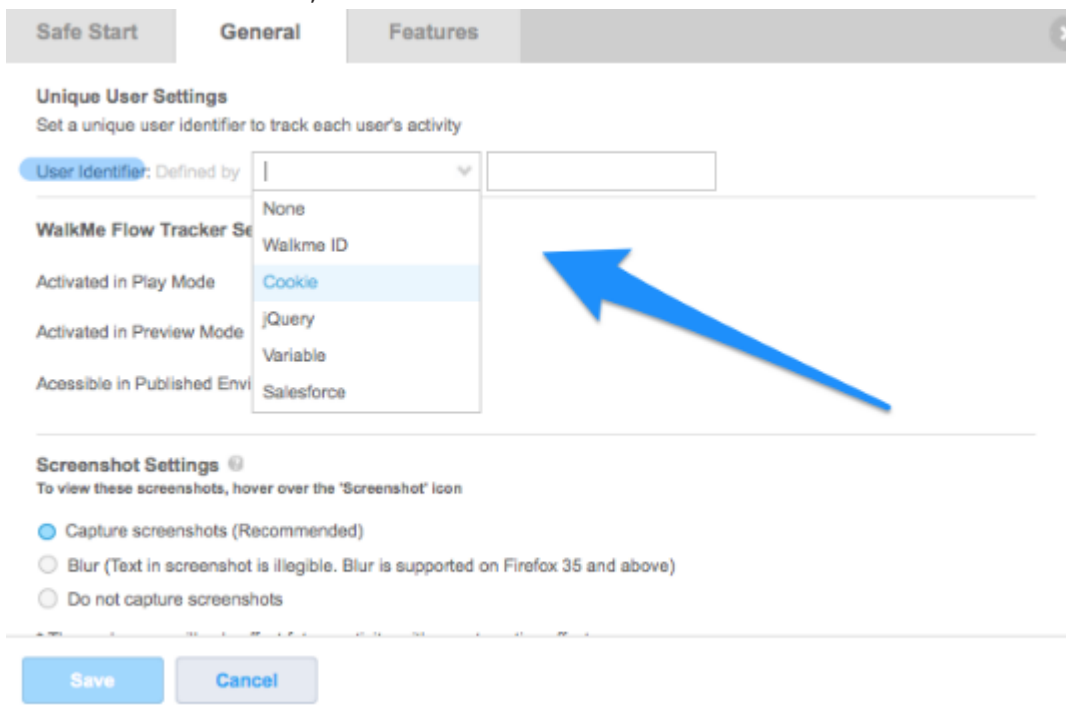 Safe Start General Features
Unique User Settings
Set a unique user identifier to track each user's activity
User Identifier: Defined by
None
WalkMe Flow Tracker Se
Walkme ID
Activated in Play Mode
Cookie
jQuery
Activated in Preview Mode
Variable
Acessible in Published Envi
Salesforce
Screenshot Settings
To view these screenshots, hover over the 'Screenshot' icon
Capture screenshots (Recommended)
Blur (Text in screenshot is illegible. Blur is supported on Firefox 35 and above)
Do not capture screenshots
Save Cancel